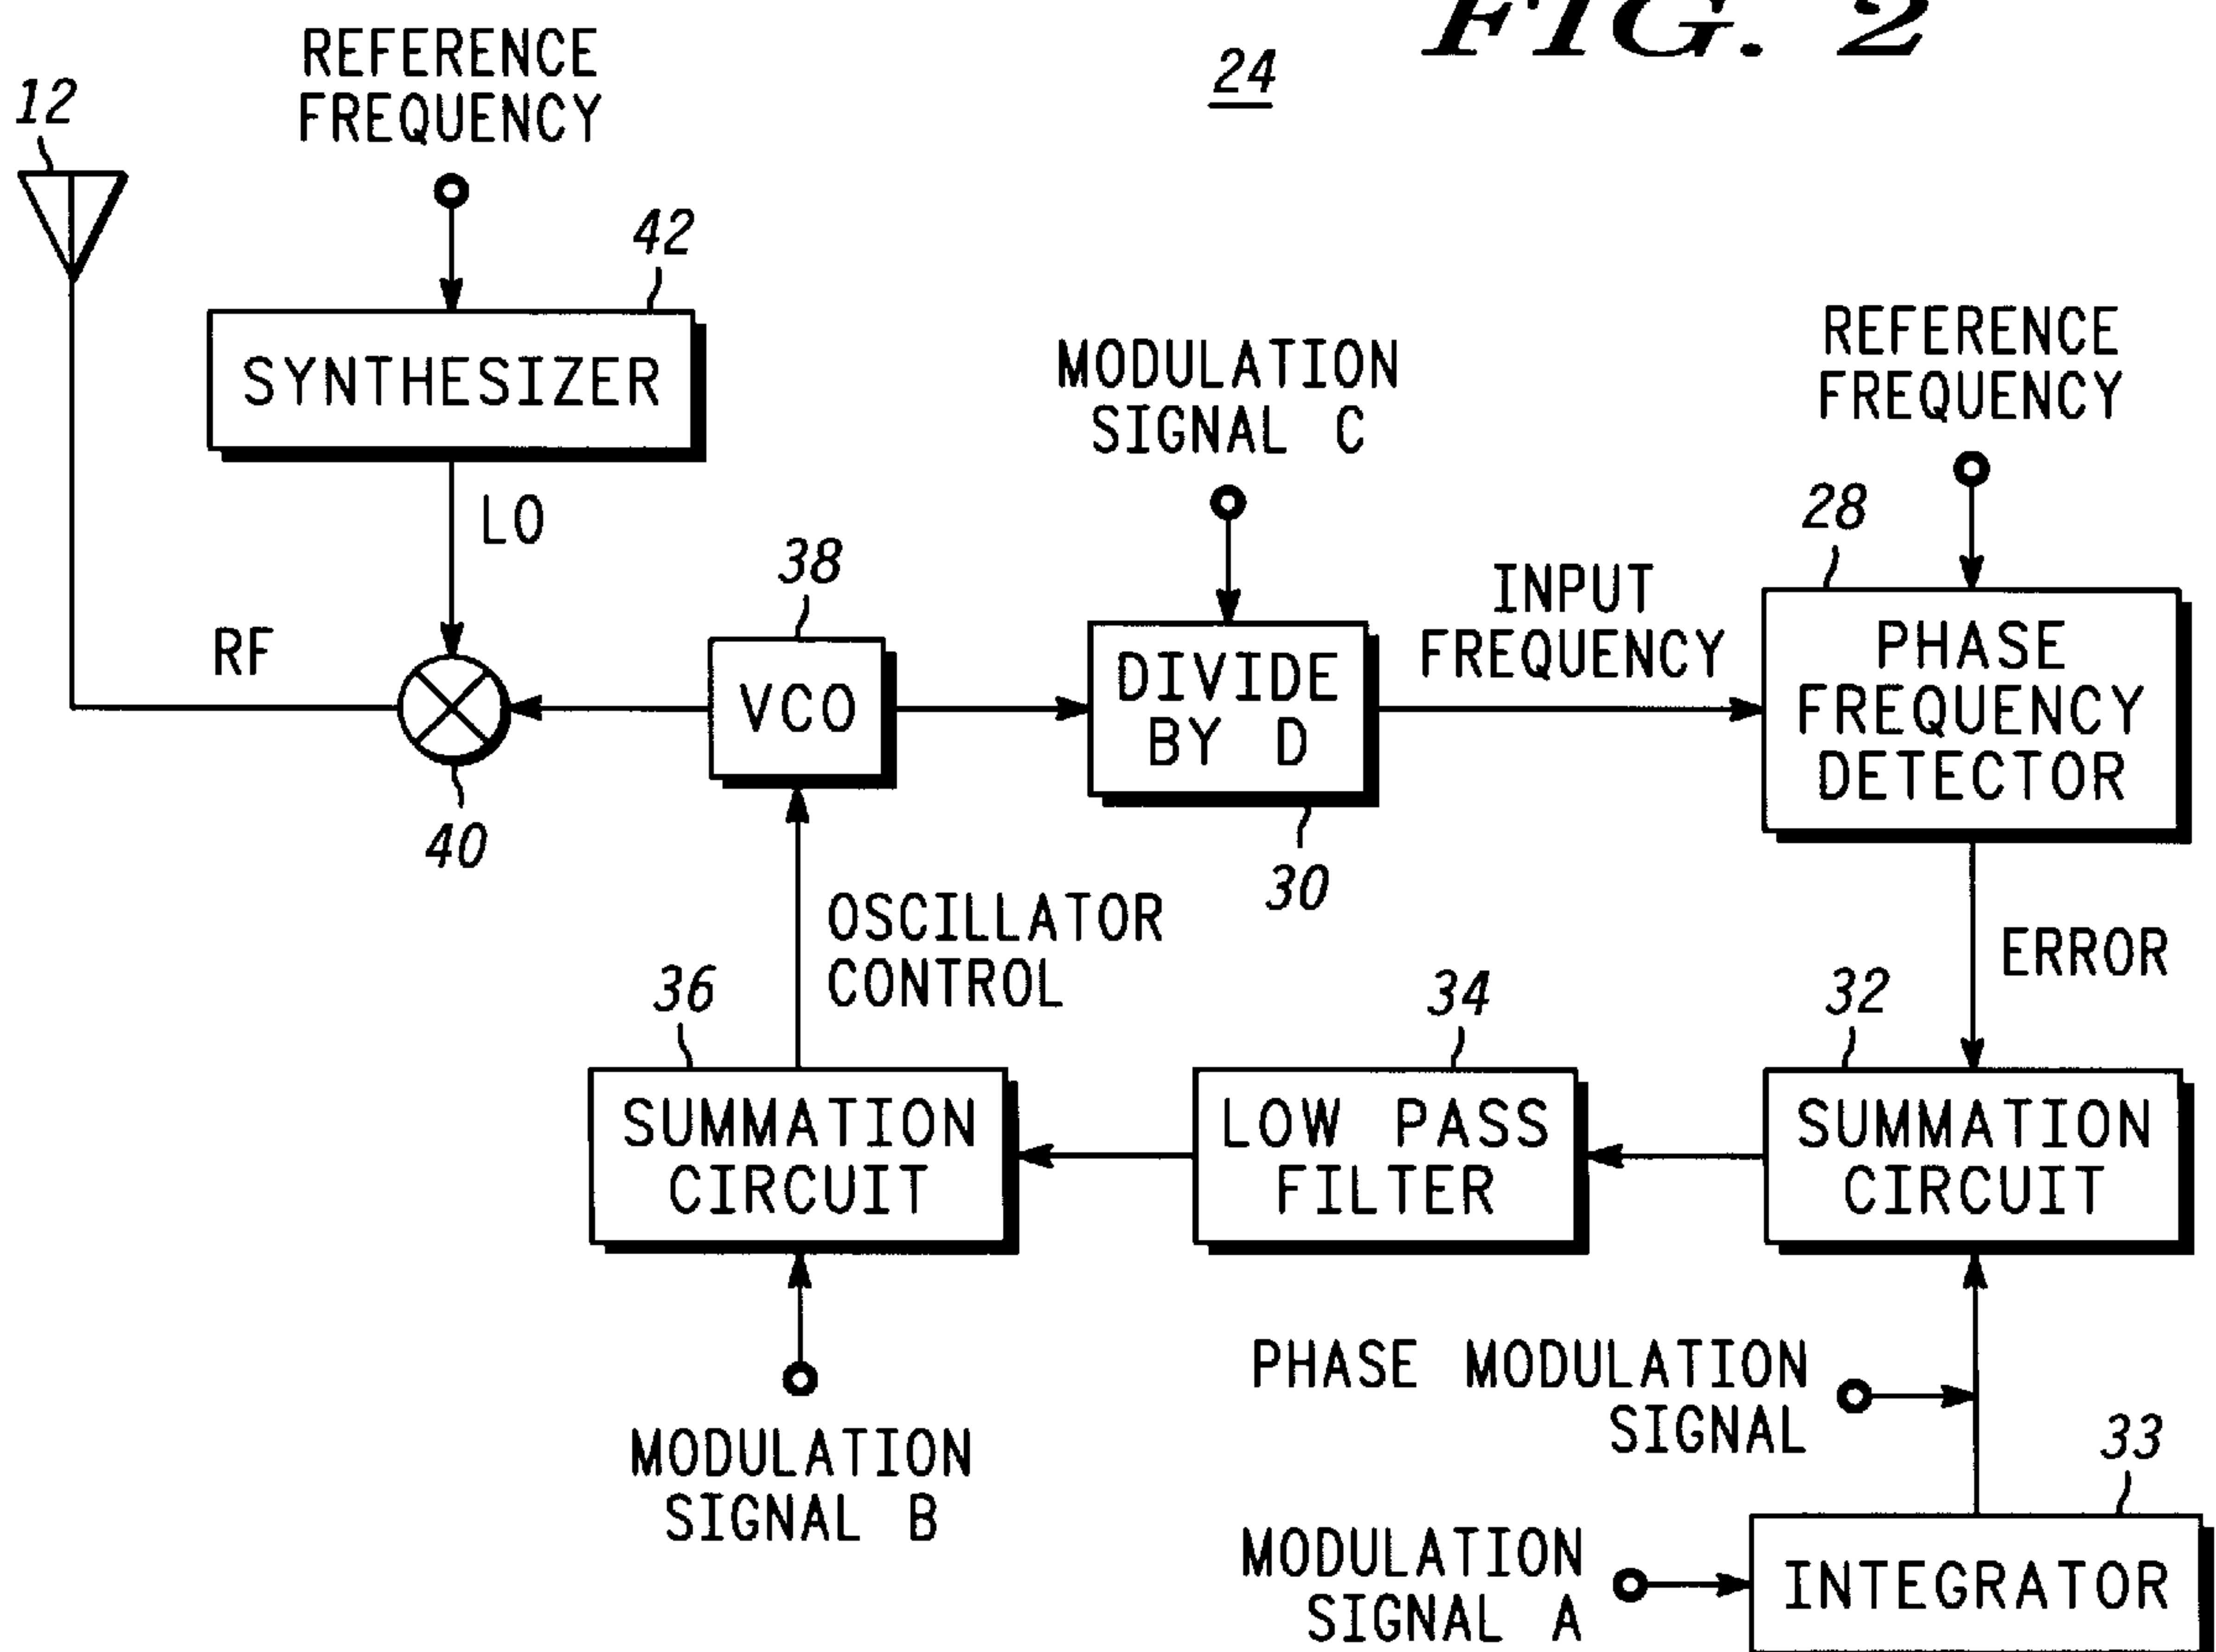 FIG. 2
24
12
REFERENCE
FREQUENCY
42
SYNTHESIZER
LO
RF
40
38
VCO
MODULATION
SIGNAL C
DIVIDE
BY D
30
INPUT
FREQUENCY
REFERENCE
FREQUENCY
28
PHASE
FREQUENCY
DETECTOR
ERROR
OSCILLATOR
CONTROL
36
SUMMATION
CIRCUIT
34
LOW PASS
FILTER
32
SUMMATION
CIRCUIT
MODULATION
SIGNAL B
PHASE MODULATION
SIGNAL
33
MODULATION
SIGNAL A
INTEGRATOR